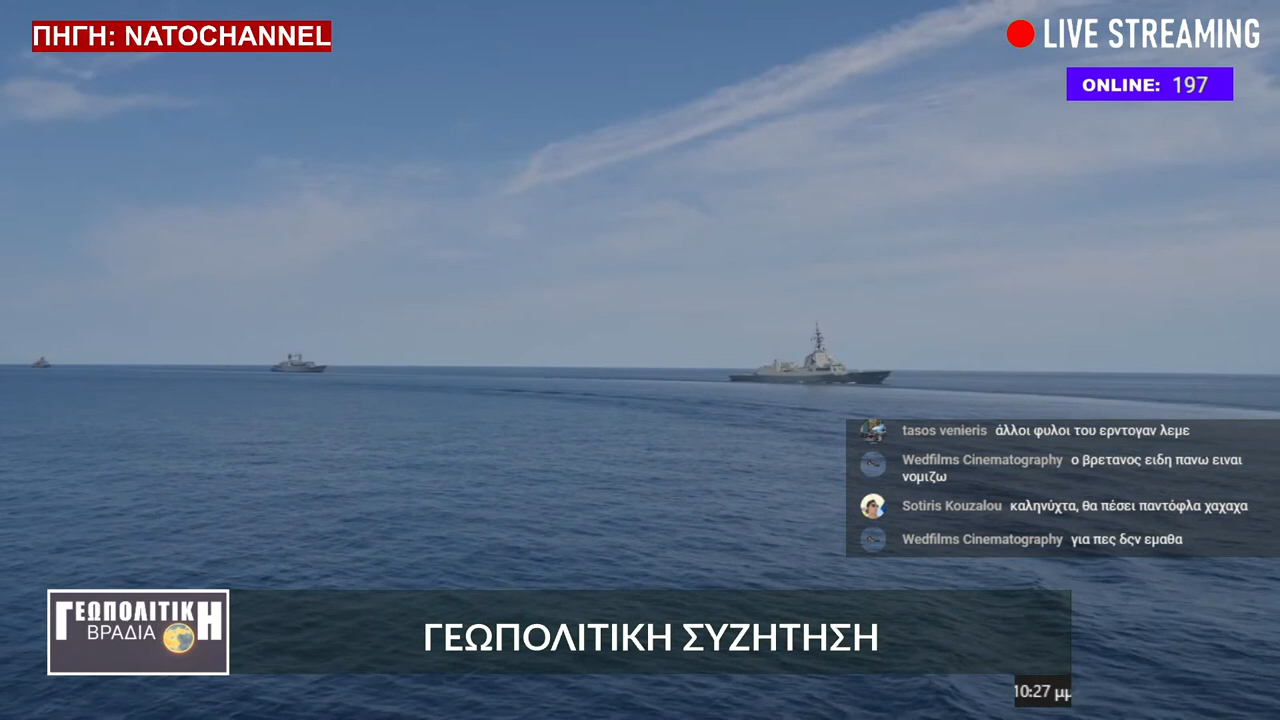 ΠΗΓΗ: NATOCHANNEL
LIVE STREAMING
ONLINE: 197
tasos venieris άλλοι φυλοι του ερντογαν λεμε
Wedfilms Cinematography ο βρετανος ειδη πανω ειναι
νομιζω
Sotiris Kouzalou καληνύχτα, θα πέσει παντόφλα χαχαχα
Wedfilms Cinematography για πες δςν εμαθα
ΓΕΩΠΟΛΙΤΙΚΗ
ΒΡΑΔΙΑ
ΓΕΩΠΟΛΙΤΙΚΗ ΣΥΖΗΤΗΣΗ
10:27 μμ